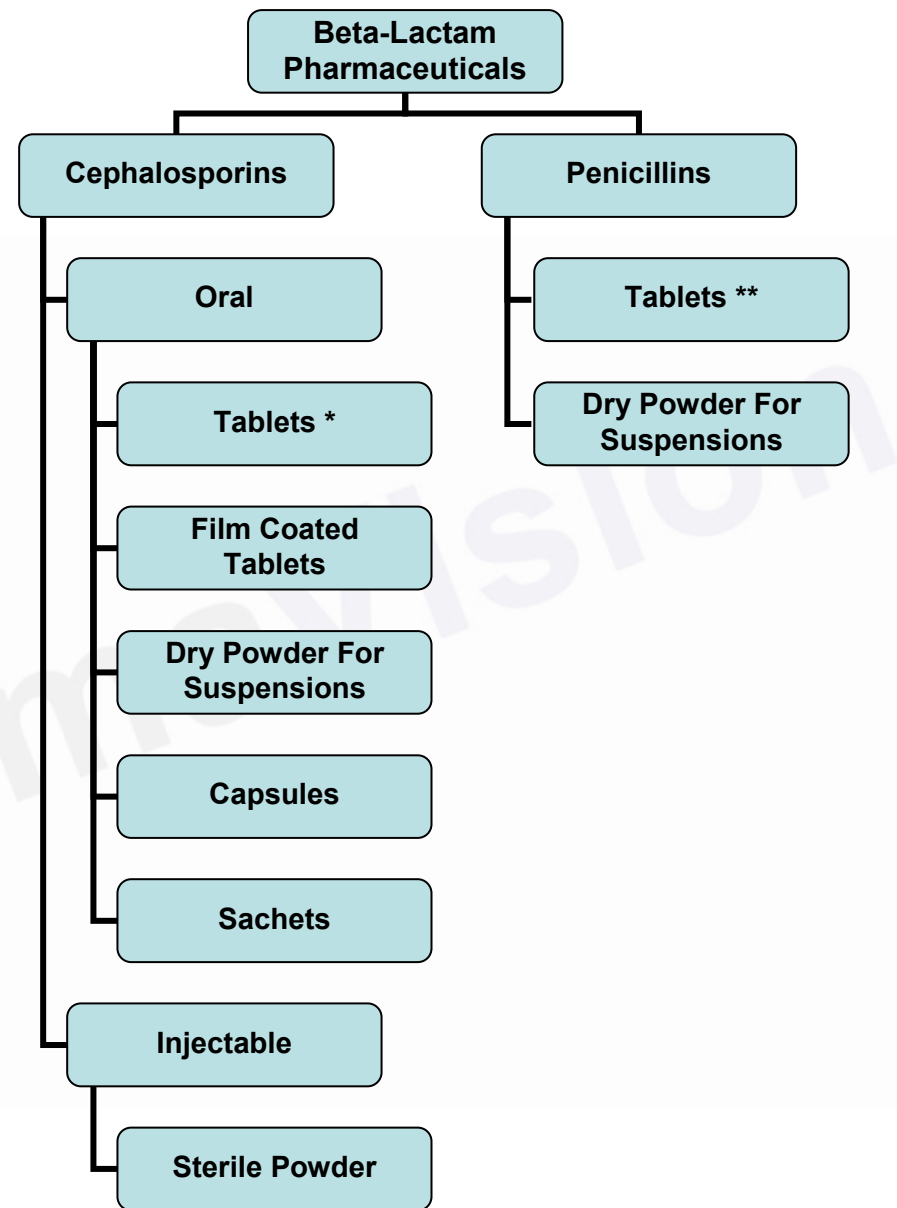 Beta-Lactam
Pharmaceuticals
Cephalosporins
Penicillins
Oral
Tablets **
Tablets *
Dry Powder For
Suspensions
Film Coated
Tablets
Dry Powder For
Suspensions
Capsules
Sachets
Injectable
Sterile Powder